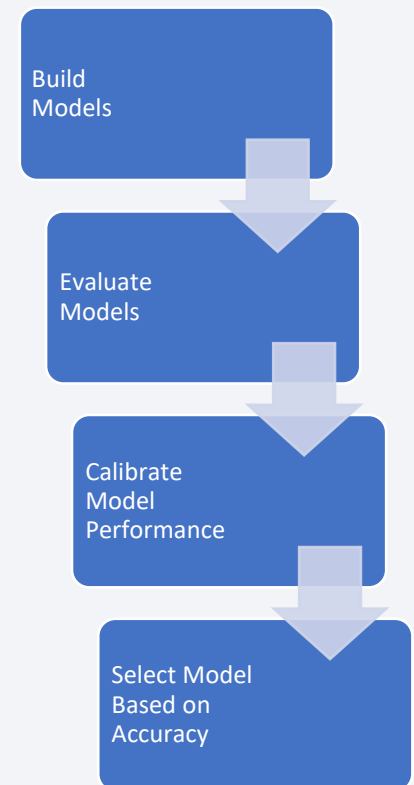 Build
Models
Evaluate
Models
Calibrate
Model
Performance
Select Model
Based on
Accuracy